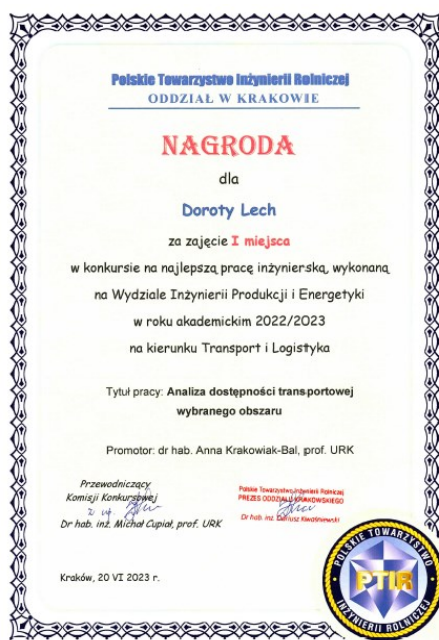 Polskie Towarzystwo Inżynierii Rolniczej
ODDZIAŁ W KRAKOWIE
NAGRODA
dla
Doroty Lech
za zajęcie I miejsca
w konkursie na najlepszą pracę inżynierską, wykonaną
na Wydziale Inżynierii Produkcji i Energetyki
w roku akademickim 2022/2023
na kierunku Transport i Logistyka
Tytuł pracy: Analiza dostępności transportowej
wybranego obszaru
Promotor: dr hab. Anna Krakowiak-Bal, prof. URK
Przewodniczący
Komisji Konkursowej
z up.
Dr hab. inż. Michał Cupiał, prof. URK
Polskie Towarzystwo Inżynierii Rolniczej
PREZES ODDZIAŁU KRAKOWSKIEGO
Dr hab. inż. Dariusz Kwaśniewski
Kraków, 20 VI 2023 r.
POLSKIE TOWARZYSTWO
PTIR
INŻYNIERII ROLNICZEJ